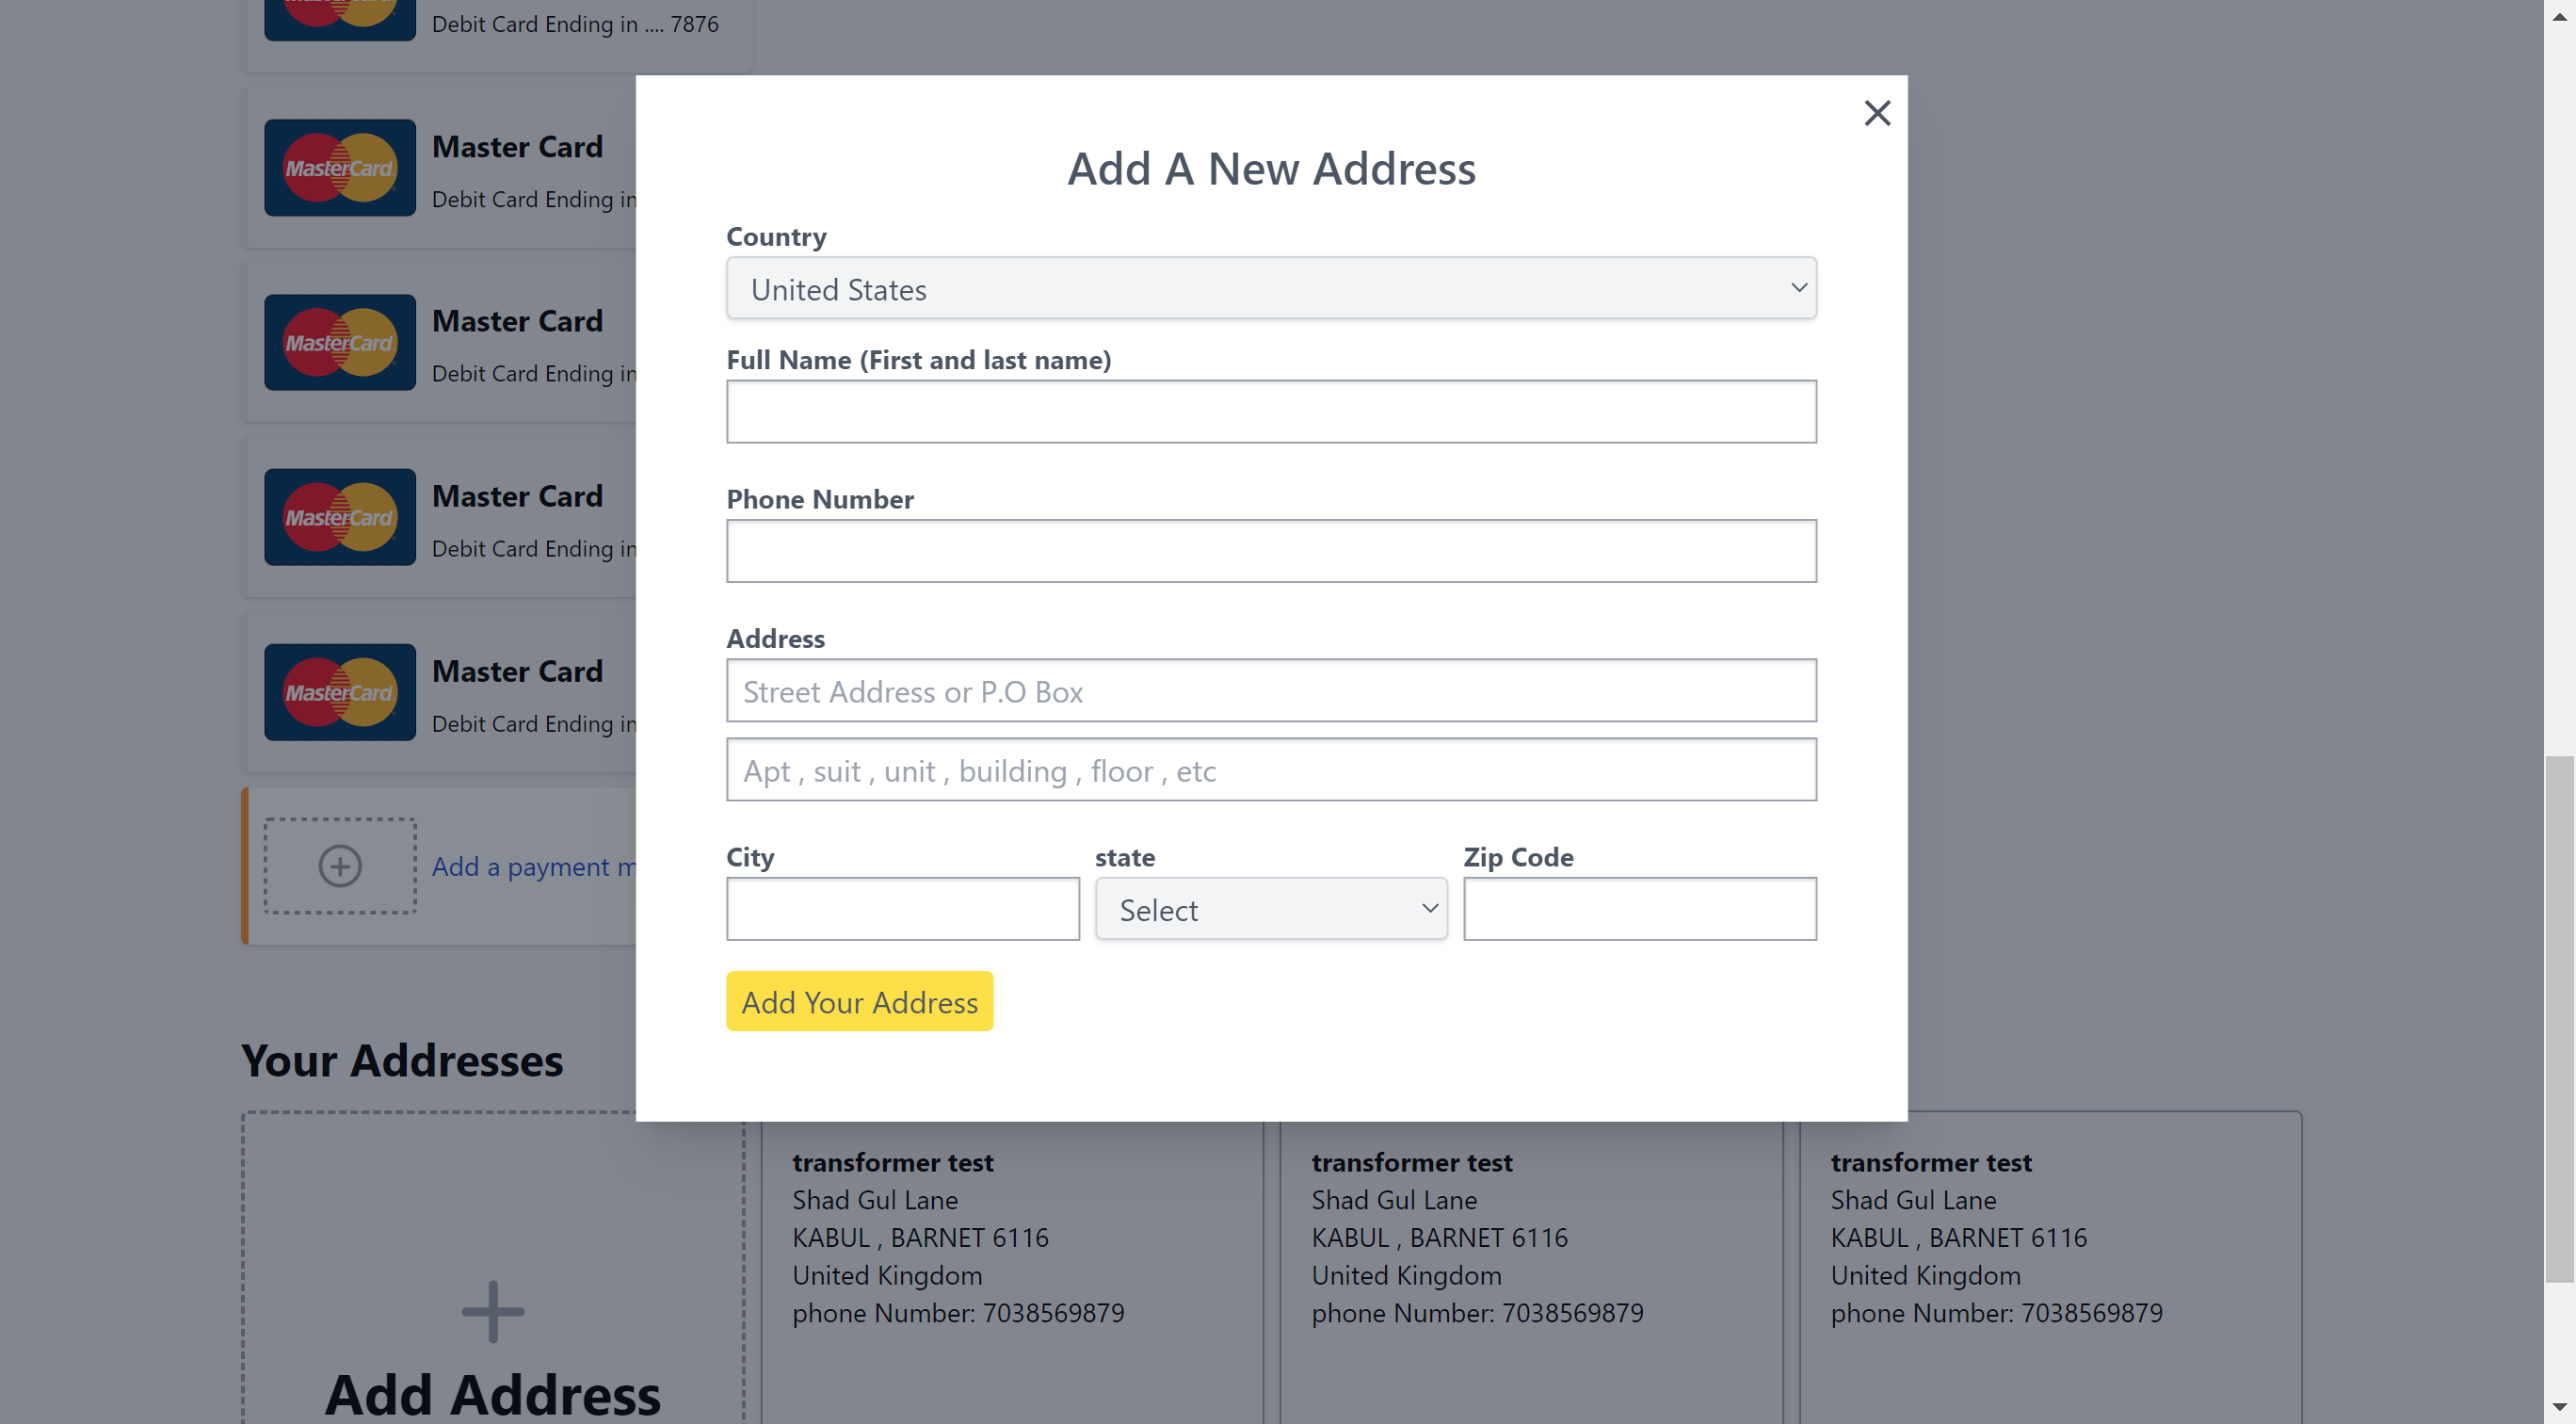 Debit Card Ending in .... 7876
MasterCard
Master Card
Debit Card Ending in
MasterCard
Master Card
Debit Card Ending in
MasterCard
Master Card
Debit Card Ending in
MasterCard
Master Card
Debit Card Ending in
Add a payment m
Add A New Address
Country
United States
Full Name (First and last name)
Phone Number
Address
Street Address or P.O Box
Apt , suit , unit , building , floor , etc
City state Zip Code
Select
Add Your Address
Your Addresses
Add Address
transformer test
Shad Gul Lane
KABUL , BARNET 6116
United Kingdom
phone Number: 7038569879
transformer test
Shad Gul Lane
KABUL , BARNET 6116
United Kingdom
phone Number: 7038569879
transformer test
Shad Gul Lane
KABUL , BARNET 6116
United Kingdom
phone Number: 7038569879